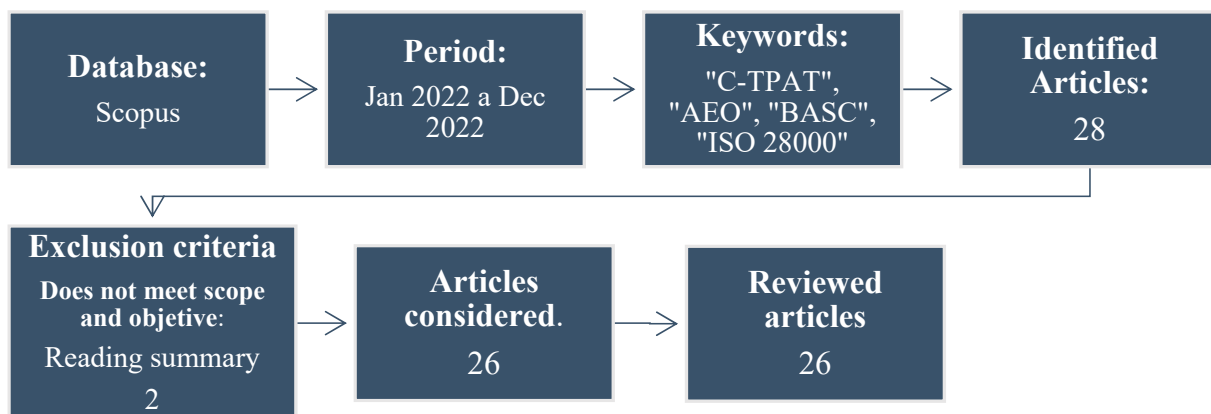 Database:
Scopus
Period:
Jan 2022 a Dec
2022
Keywords:
"C-TPAT",
"AEO", "BASC",
"ISO 28000"
Identified
Articles:
28
Exclusion criteria
Does not meet scope
and objetive:
Reading summary
2
Articles
considered.
26
Reviewed
articles
26